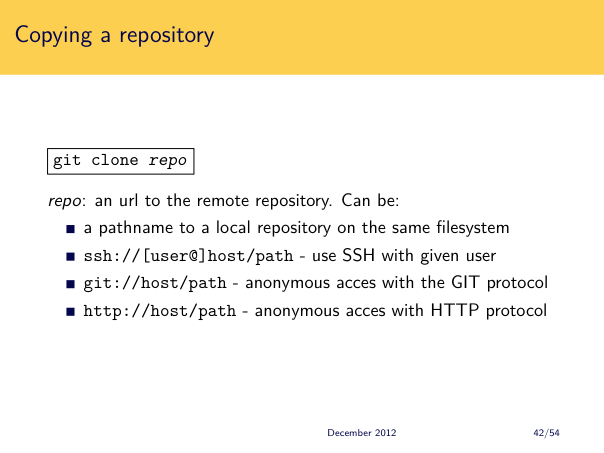 Copying a repository
git clone repo
repo: an url to the remote repository. Can be:
a pathname to a local repository on the same filesystem
ssh://[user@]host/path - use SSH with given user
git://host/path - anonymous acces with the GIT protocol
http://host/path - anonymous acces with HTTP protocol
December 2012 42/54